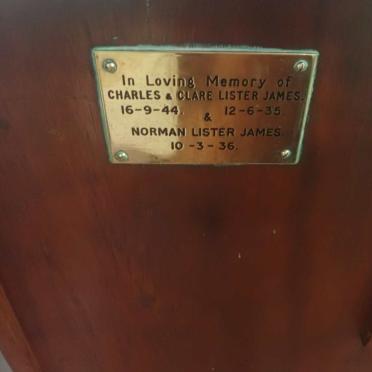 In Loving Memory of
CHARLES & CLARE LISTER JAMES.
16-9-44. 12-6-35.
&
NORMAN LISTER JAMES.
10-3-36.